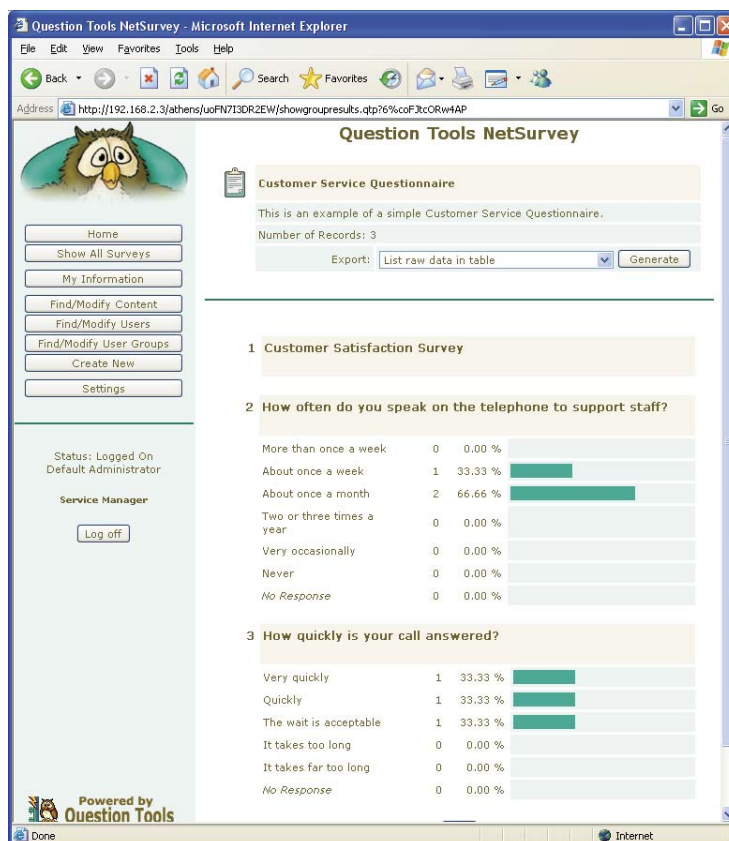 Question Tools NetSurvey - Microsoft Internet Explorer
File Edit View Favorites Tools Help
Back Search Favorites
Address http://192.168.2.3/athens/uoFN7I3DR2EW/showgroupresults.qtp?6%coFJtcORw4AP Go
Question Tools NetSurvey
Customer Service Questionnaire
This is an example of a simple Customer Service Questionnaire.
Number of Records: 3
Export: List raw data in table Generate
Home
Show All Surveys
My Information
Find/Modify Content
Find/Modify Users
Find/Modify User Groups
Create New
Settings
Status: Logged On
Default Administrator
Service Manager
Log off
1 Customer Satisfaction Survey
2 How often do you speak on the telephone to support staff?
More than once a week 0 0.00 %
About once a week 1 33.33 %
About once a month 2 66.66 %
Two or three times a
year 0 0.00 %
Very occasionally 0 0.00 %
Never 0 0.00 %
No Response 0 0.00 %
3 How quickly is your call answered?
Very quickly 1 33.33 %
Quickly 1 33.33 %
The wait is acceptable 1 33.33 %
It takes too long 0 0.00 %
It takes far too long 0 0.00 %
No Response 0 0.00 %
Powered by
Question Tools
Done Internet